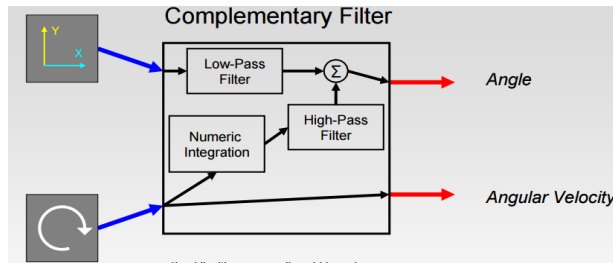 Complementary Filter
Y
X
Low-Pass
Filter
Σ
Angle
Numeric
Integration
High-Pass
Filter
Angular Velocity